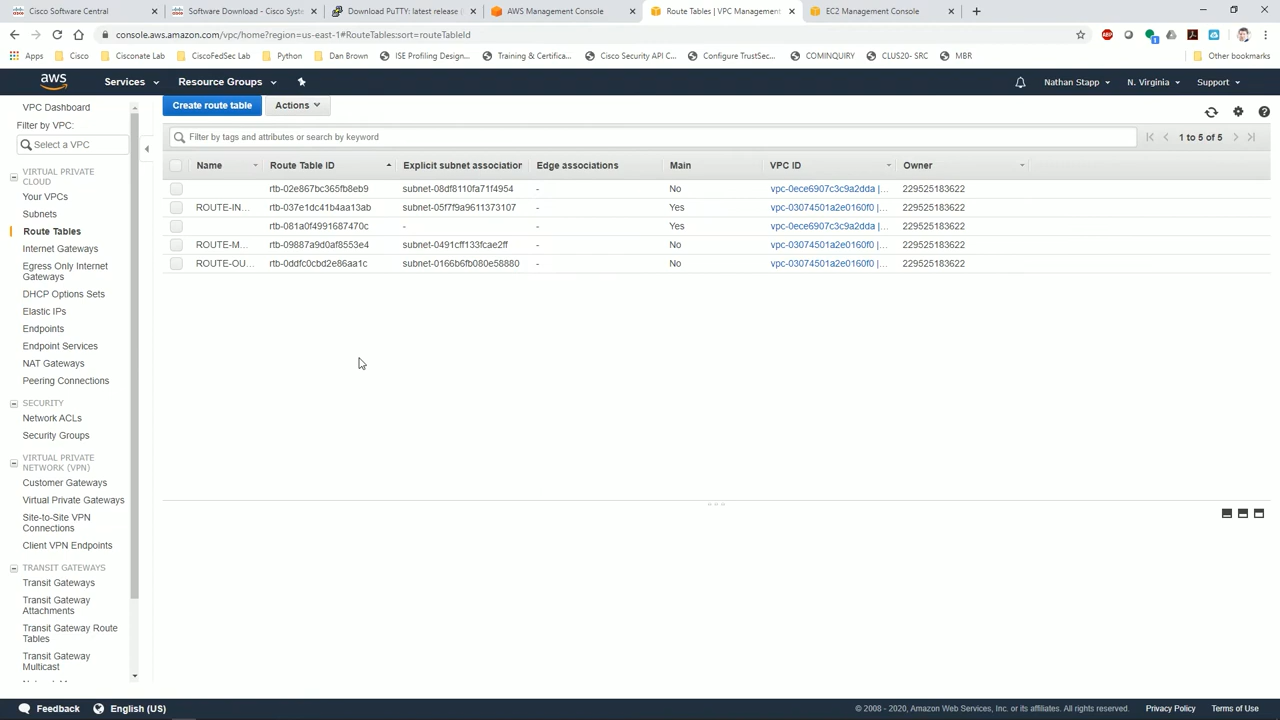 Cisco Software Central
Software Download - Cisco Syste
Download PuTTY: latest release (
AWS Management Console
Route Tables | VPC Management
EC2 Management Console
console.aws.amazon.com/vpc/home?region=us-east-1#RouteTables:sort=routeTableId
ABP
1
Apps
Cisco
Cisconate Lab
CiscoFedSec Lab
Python
Dan Brown
ISE Profiling Design...
Training & Certifica...
Cisco Security API C...
Configure TrustSec...
COMINQUIRY
CLUS20- SRC
MBR
Other bookmarks
aws
Services
Resource Groups
Nathan Stapp
N. Virginia
Support
VPC Dashboard
Filter by VPC:
Select a VPC
VIRTUAL PRIVATE
CLOUD
Your VPCs
Subnets
Route Tables
Internet Gateways
Egress Only Internet
Gateways
DHCP Options Sets
Elastic IPs
Endpoints
Endpoint Services
NAT Gateways
Peering Connections
SECURITY
Network ACLs
Security Groups
VIRTUAL PRIVATE
NETWORK (VPN)
Customer Gateways
Virtual Private Gateways
Site-to-Site VPN
Connections
Client VPN Endpoints
TRANSIT GATEWAYS
Transit Gateways
Transit Gateway
Attachments
Transit Gateway Route
Tables
Transit Gateway
Multicast
Create route table
Actions
Filter by tags and attributes or search by keyword
1 to 5 of 5
Name Route Table ID Explicit subnet association Edge associations Main VPC ID Owner
rtb-02e867bc365fb8eb9 subnet-08df8110fa71f4954 - No vpc-0ece6907c3c9a2dda |... 229525183622
ROUTE-IN... rtb-037e1dc41b4aa13ab subnet-05f7f9a9611373107 - Yes vpc-03074501a2e0160f0 |... 229525183622
rtb-081a0f4991687470c - - Yes vpc-0ece6907c3c9a2dda |... 229525183622
ROUTE-M... rtb-09887a9d0af8553e4 subnet-0491cff133fcae2ff - No vpc-03074501a2e0160f0 |... 229525183622
ROUTE-OU... rtb-0ddfc0cbd2e86aa1c subnet-0166b6fb080e58880 - No vpc-03074501a2e0160f0 |... 229525183622
Feedback
English (US)
© 2008 - 2020, Amazon Web Services, Inc. or its affiliates. All rights reserved.
Privacy Policy
Terms of Use